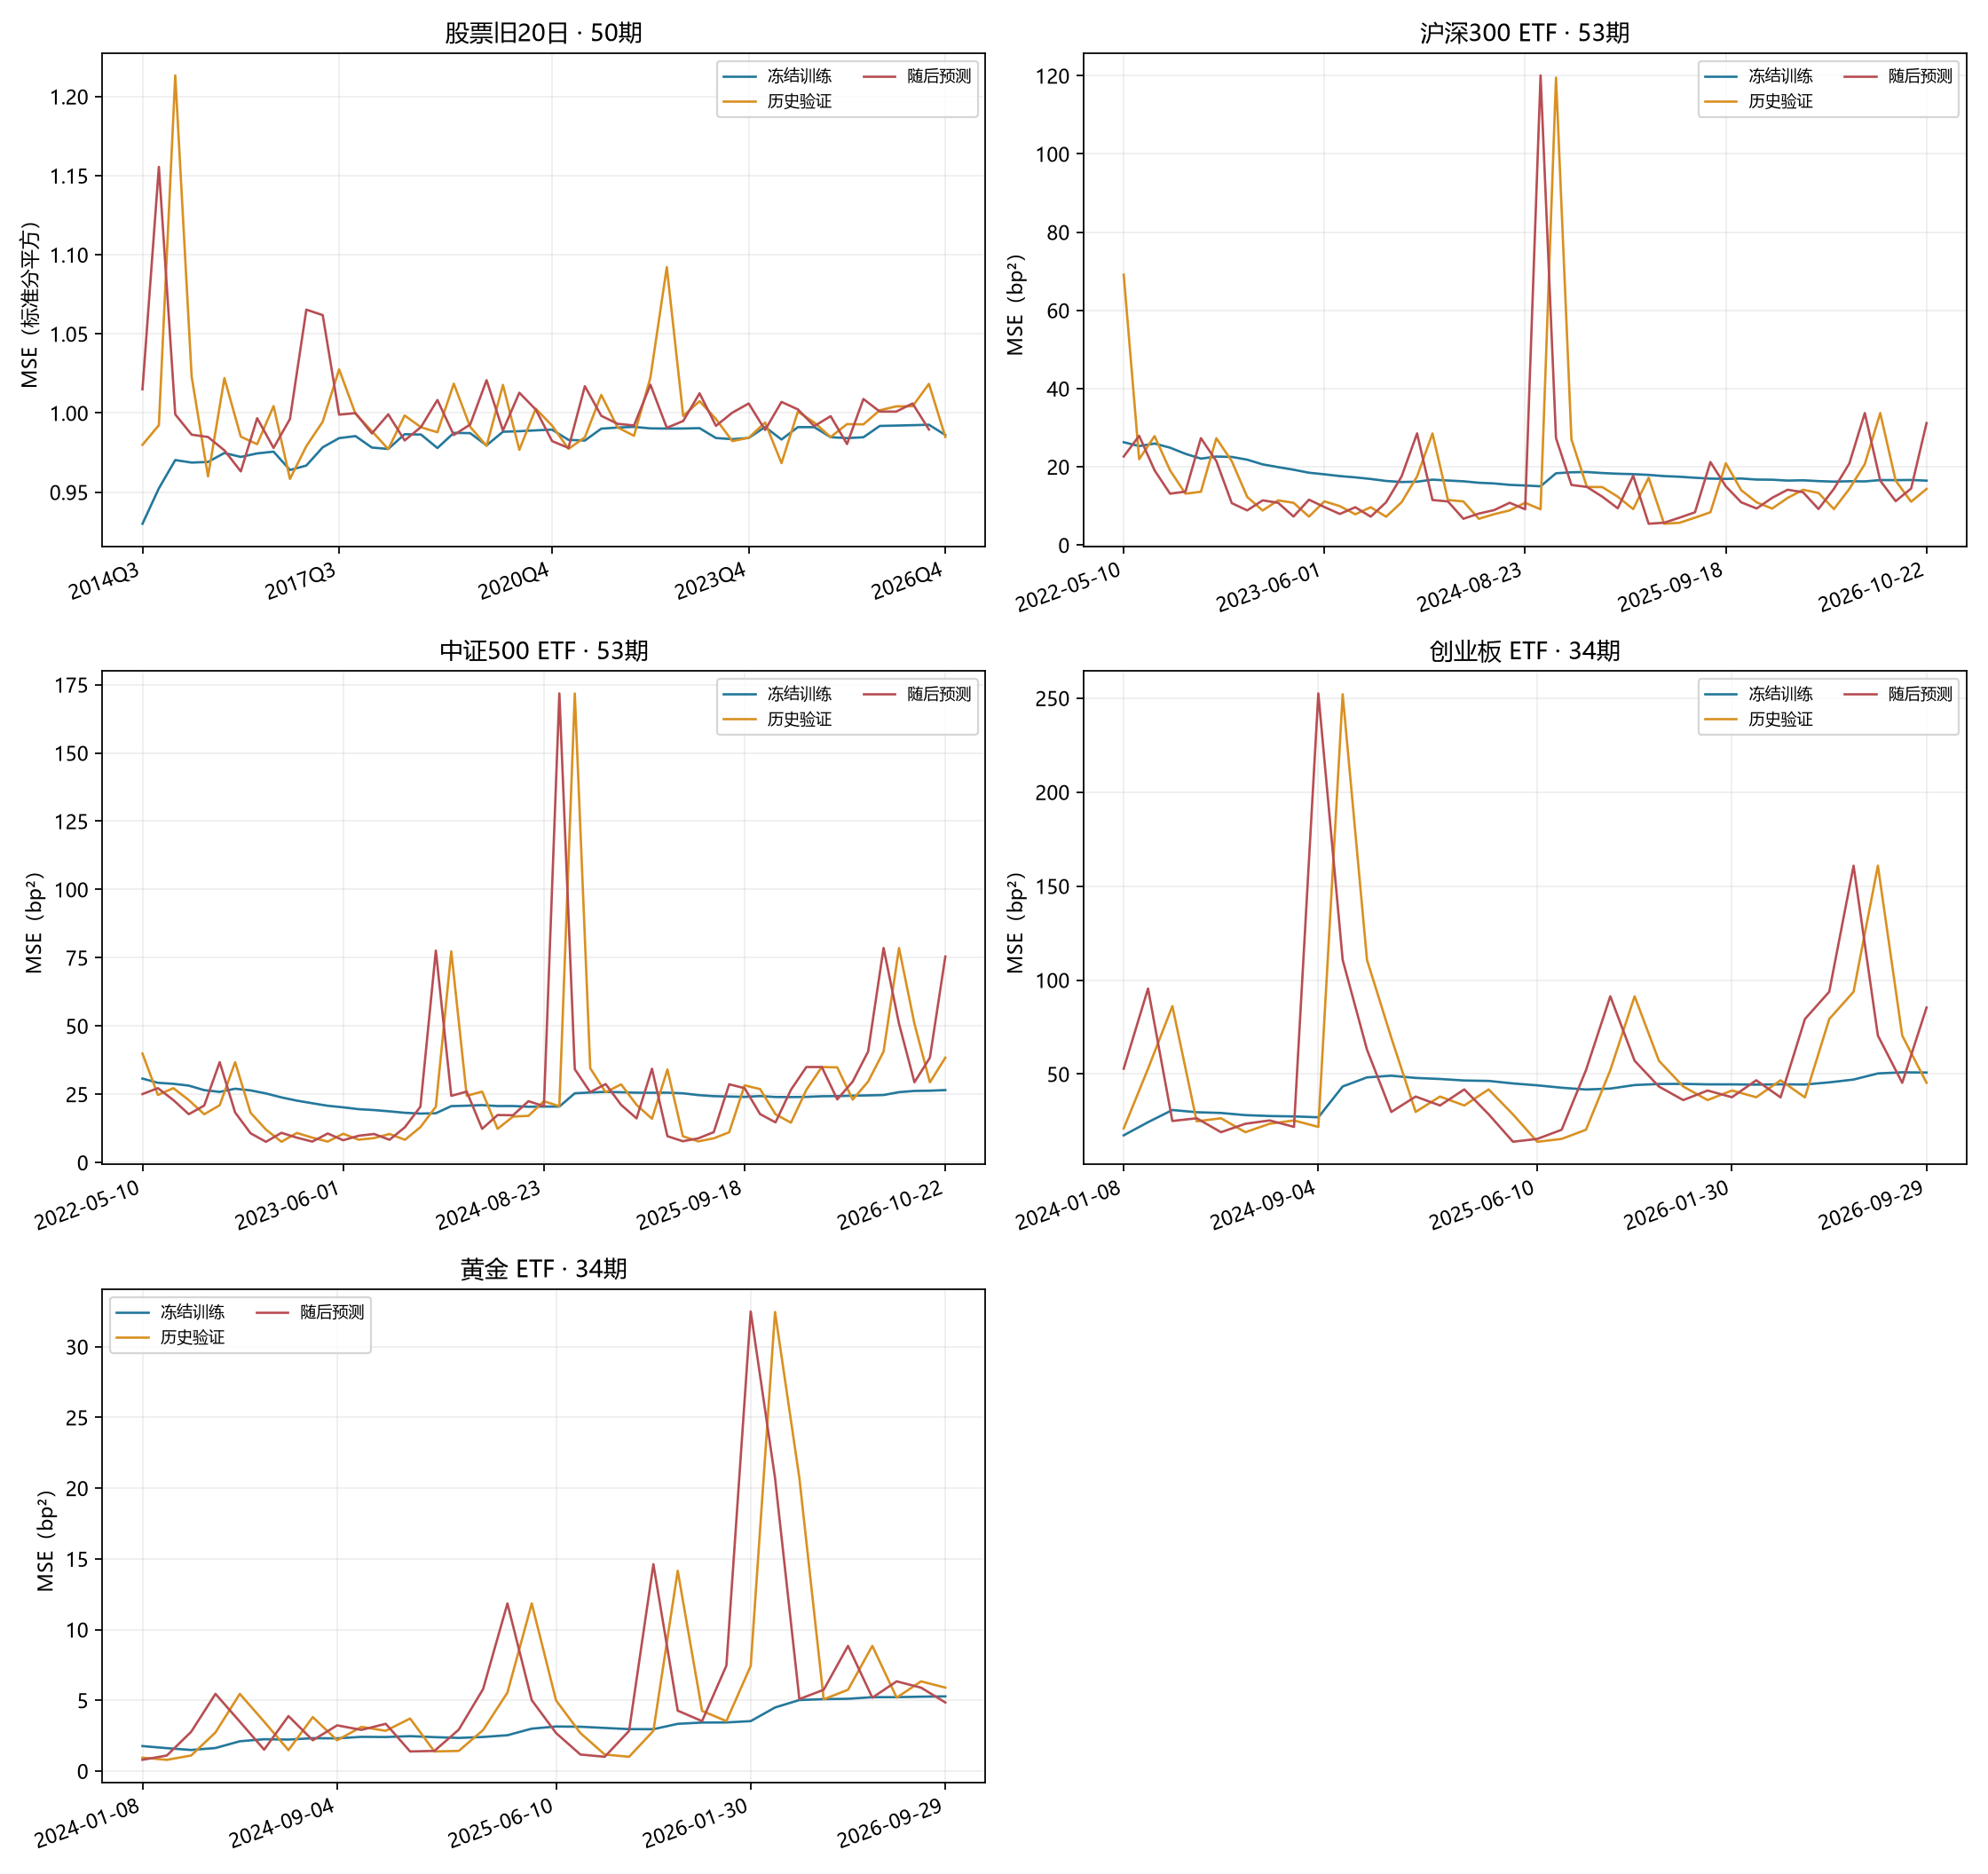 股票旧20日 · 50期
冻结训练
历史验证
随后预测
MSE（标准分平方）
1.20
1.15
1.10
1.05
1.00
0.95
2014Q3
2017Q3
2020Q4
2023Q4
2026Q4
沪深300 ETF · 53期
冻结训练
历史验证
随后预测
MSE（bp²）
120
100
80
60
40
20
0
2022-05-10
2023-06-01
2024-08-23
2025-09-18
2026-10-22
中证500 ETF · 53期
冻结训练
历史验证
随后预测
MSE（bp²）
175
150
125
100
75
50
25
0
2022-05-10
2023-06-01
2024-08-23
2025-09-18
2026-10-22
创业板 ETF · 34期
冻结训练
历史验证
随后预测
MSE（bp²）
250
200
150
100
50
2024-01-08
2024-09-04
2025-06-10
2026-01-30
2026-09-29
黄金 ETF · 34期
冻结训练
历史验证
随后预测
MSE（bp²）
30
25
20
15
10
5
0
2024-01-08
2024-09-04
2025-06-10
2026-01-30
2026-09-29